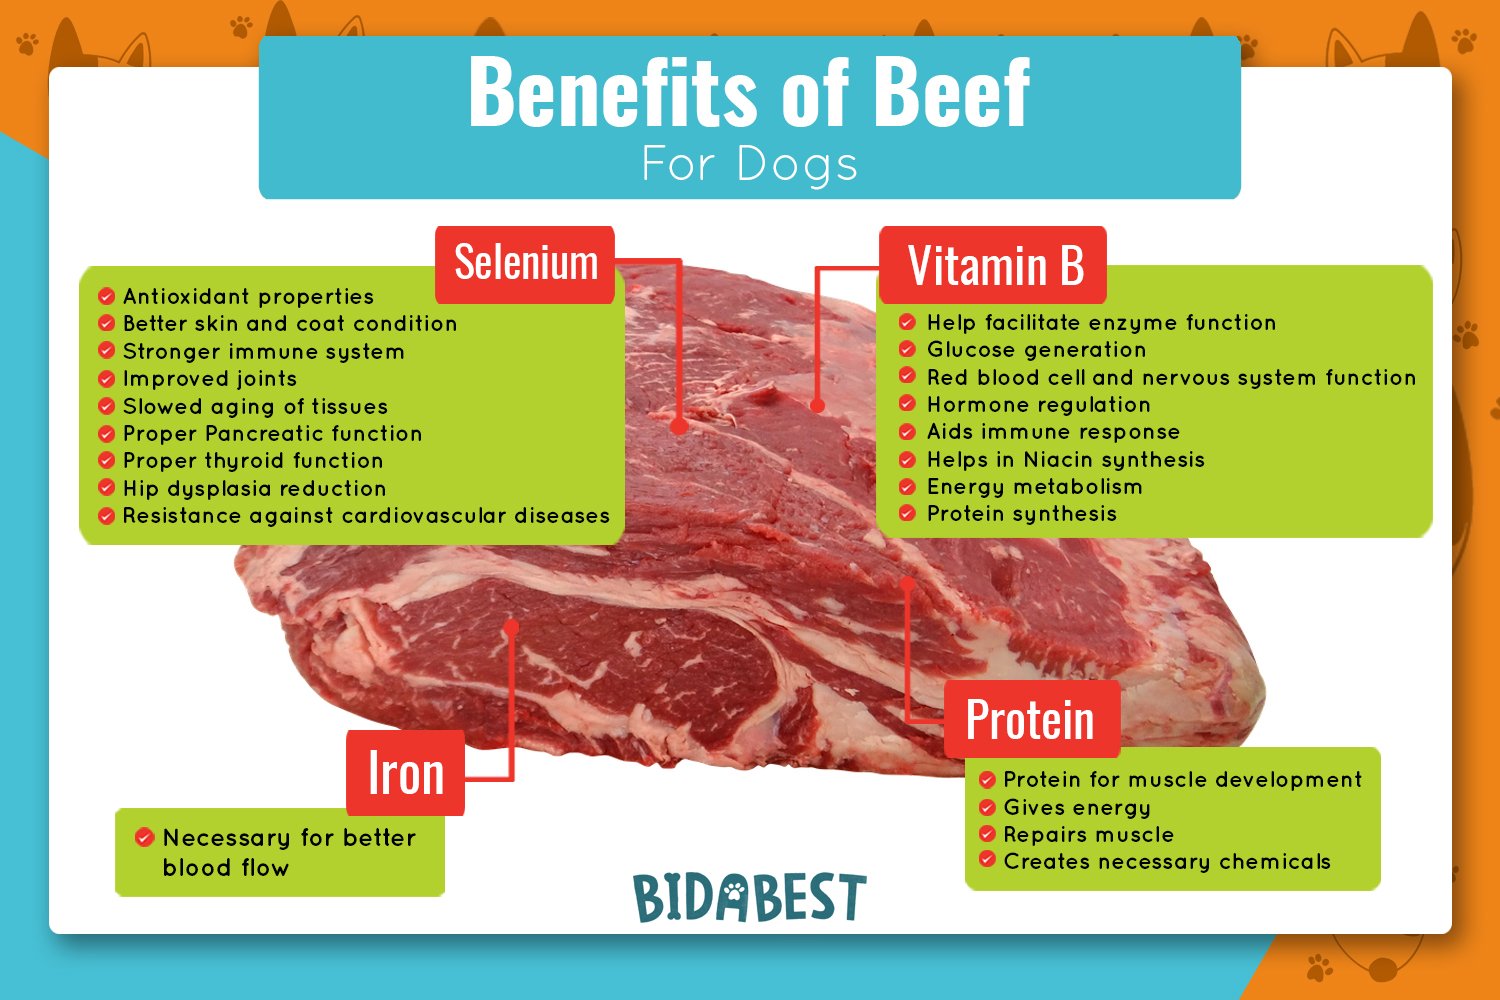 Benefits of Beef
For Dogs
Selenium
Antioxidant properties
Better skin and coat condition
Stronger immune system
Improved joints
Slowed aging of tissues
Proper Pancreatic function
Proper thyroid function
Hip dysplasia reduction
Resistance against cardiovascular diseases
Vitamin B
Help facilitate enzyme function
Glucose generation
Red blood cell and nervous system function
Hormone regulation
Aids immune response
Helps in Niacin synthesis
Energy metabolism
Protein synthesis
Iron
Necessary for better
blood flow
Protein
Protein for muscle development
Gives energy
Repairs muscle
Creates necessary chemicals
BIDABEST